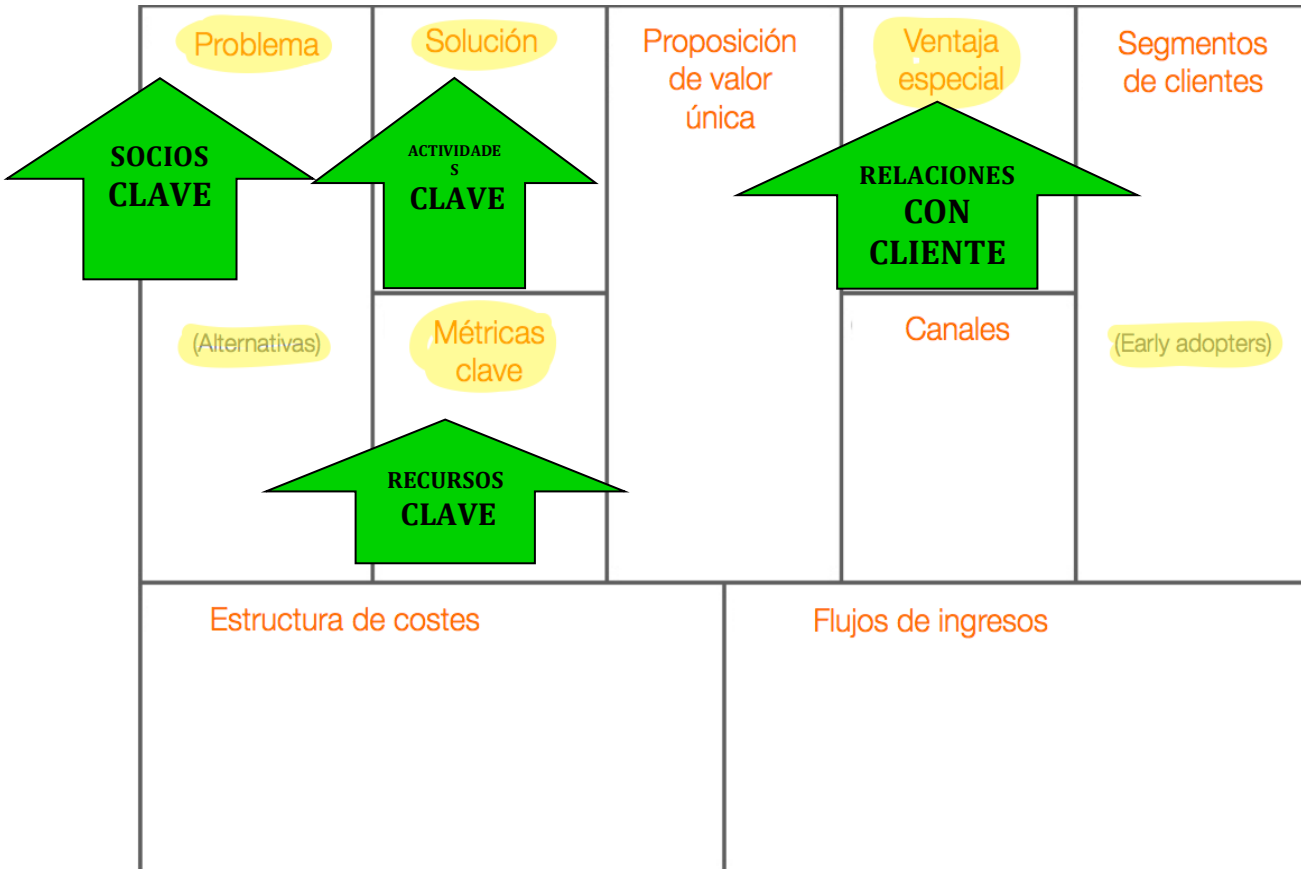 Problema
SOCIOS
CLAVE
(Alternativas)
Solución
ACTIVIDADE
S
CLAVE
Métricas
clave
RECURSOS
CLAVE
Proposición
de valor
única
Ventaja
especial
RELACIONES
CON
CLIENTE
Canales
Segmentos
de clientes
(Early adopters)
Estructura de costes
Flujos de ingresos